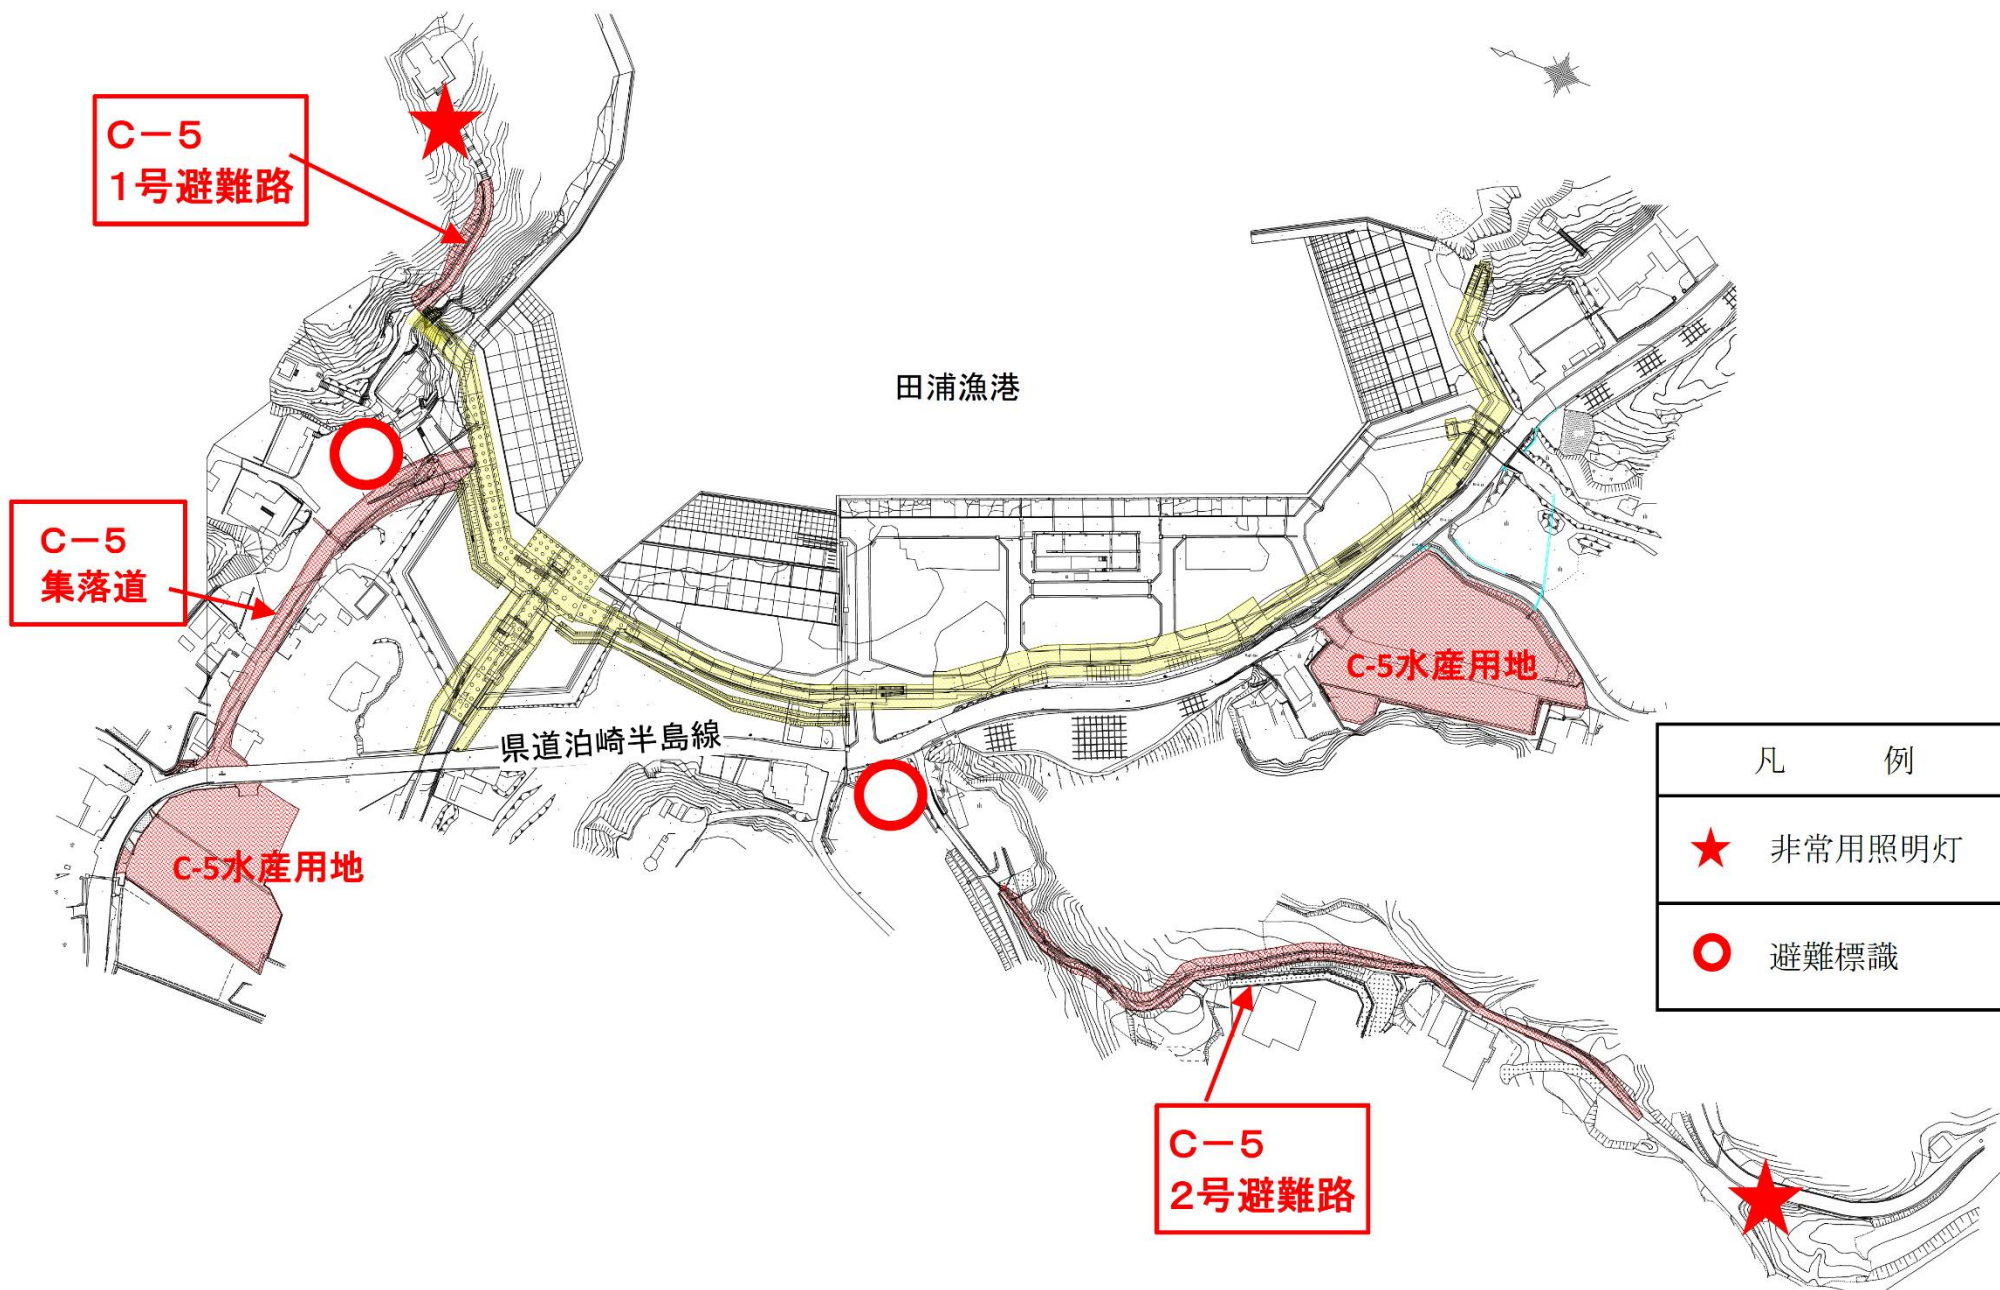 C－5
1号避難路
田浦漁港
C－5
集落道
C-5水産用地
県道泊崎半島線
凡　例
非常用照明灯
避難標識
C-5水産用地
C－5
2号避難路